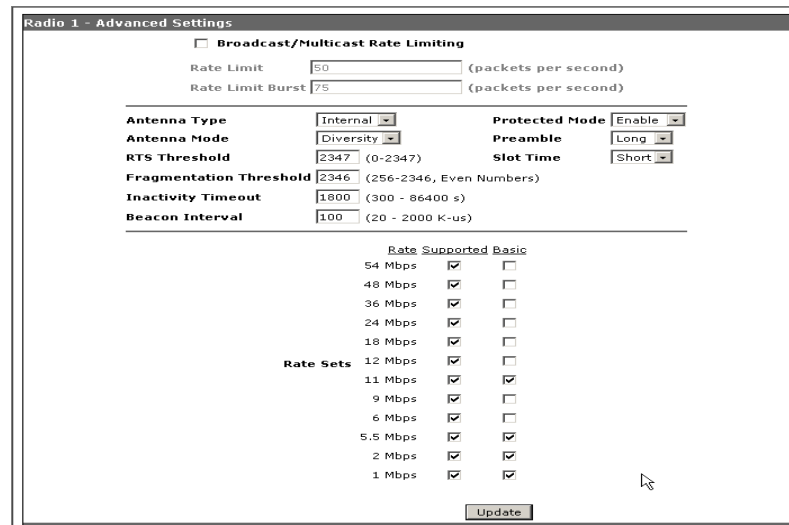 Radio 1 - Advanced Settings
Broadcast/Multicast Rate Limiting
Rate Limit 50 (packets per second)
Rate Limit Burst 75 (packets per second)
Antenna Type Internal Protected Mode Enable
Antenna Mode Diversity Preamble Long
RTS Threshold 2347 (0-2347) Slot Time Short
Fragmentation Threshold 2346 (256-2346, Even Numbers)
Inactivity Timeout 1800 (300 - 86400 s)
Beacon Interval 100 (20 - 2000 K-us)
Rate Supported Basic
54 Mbps
48 Mbps
36 Mbps
24 Mbps
18 Mbps
Rate Sets 12 Mbps
11 Mbps
9 Mbps
6 Mbps
5.5 Mbps
2 Mbps
1 Mbps
Update